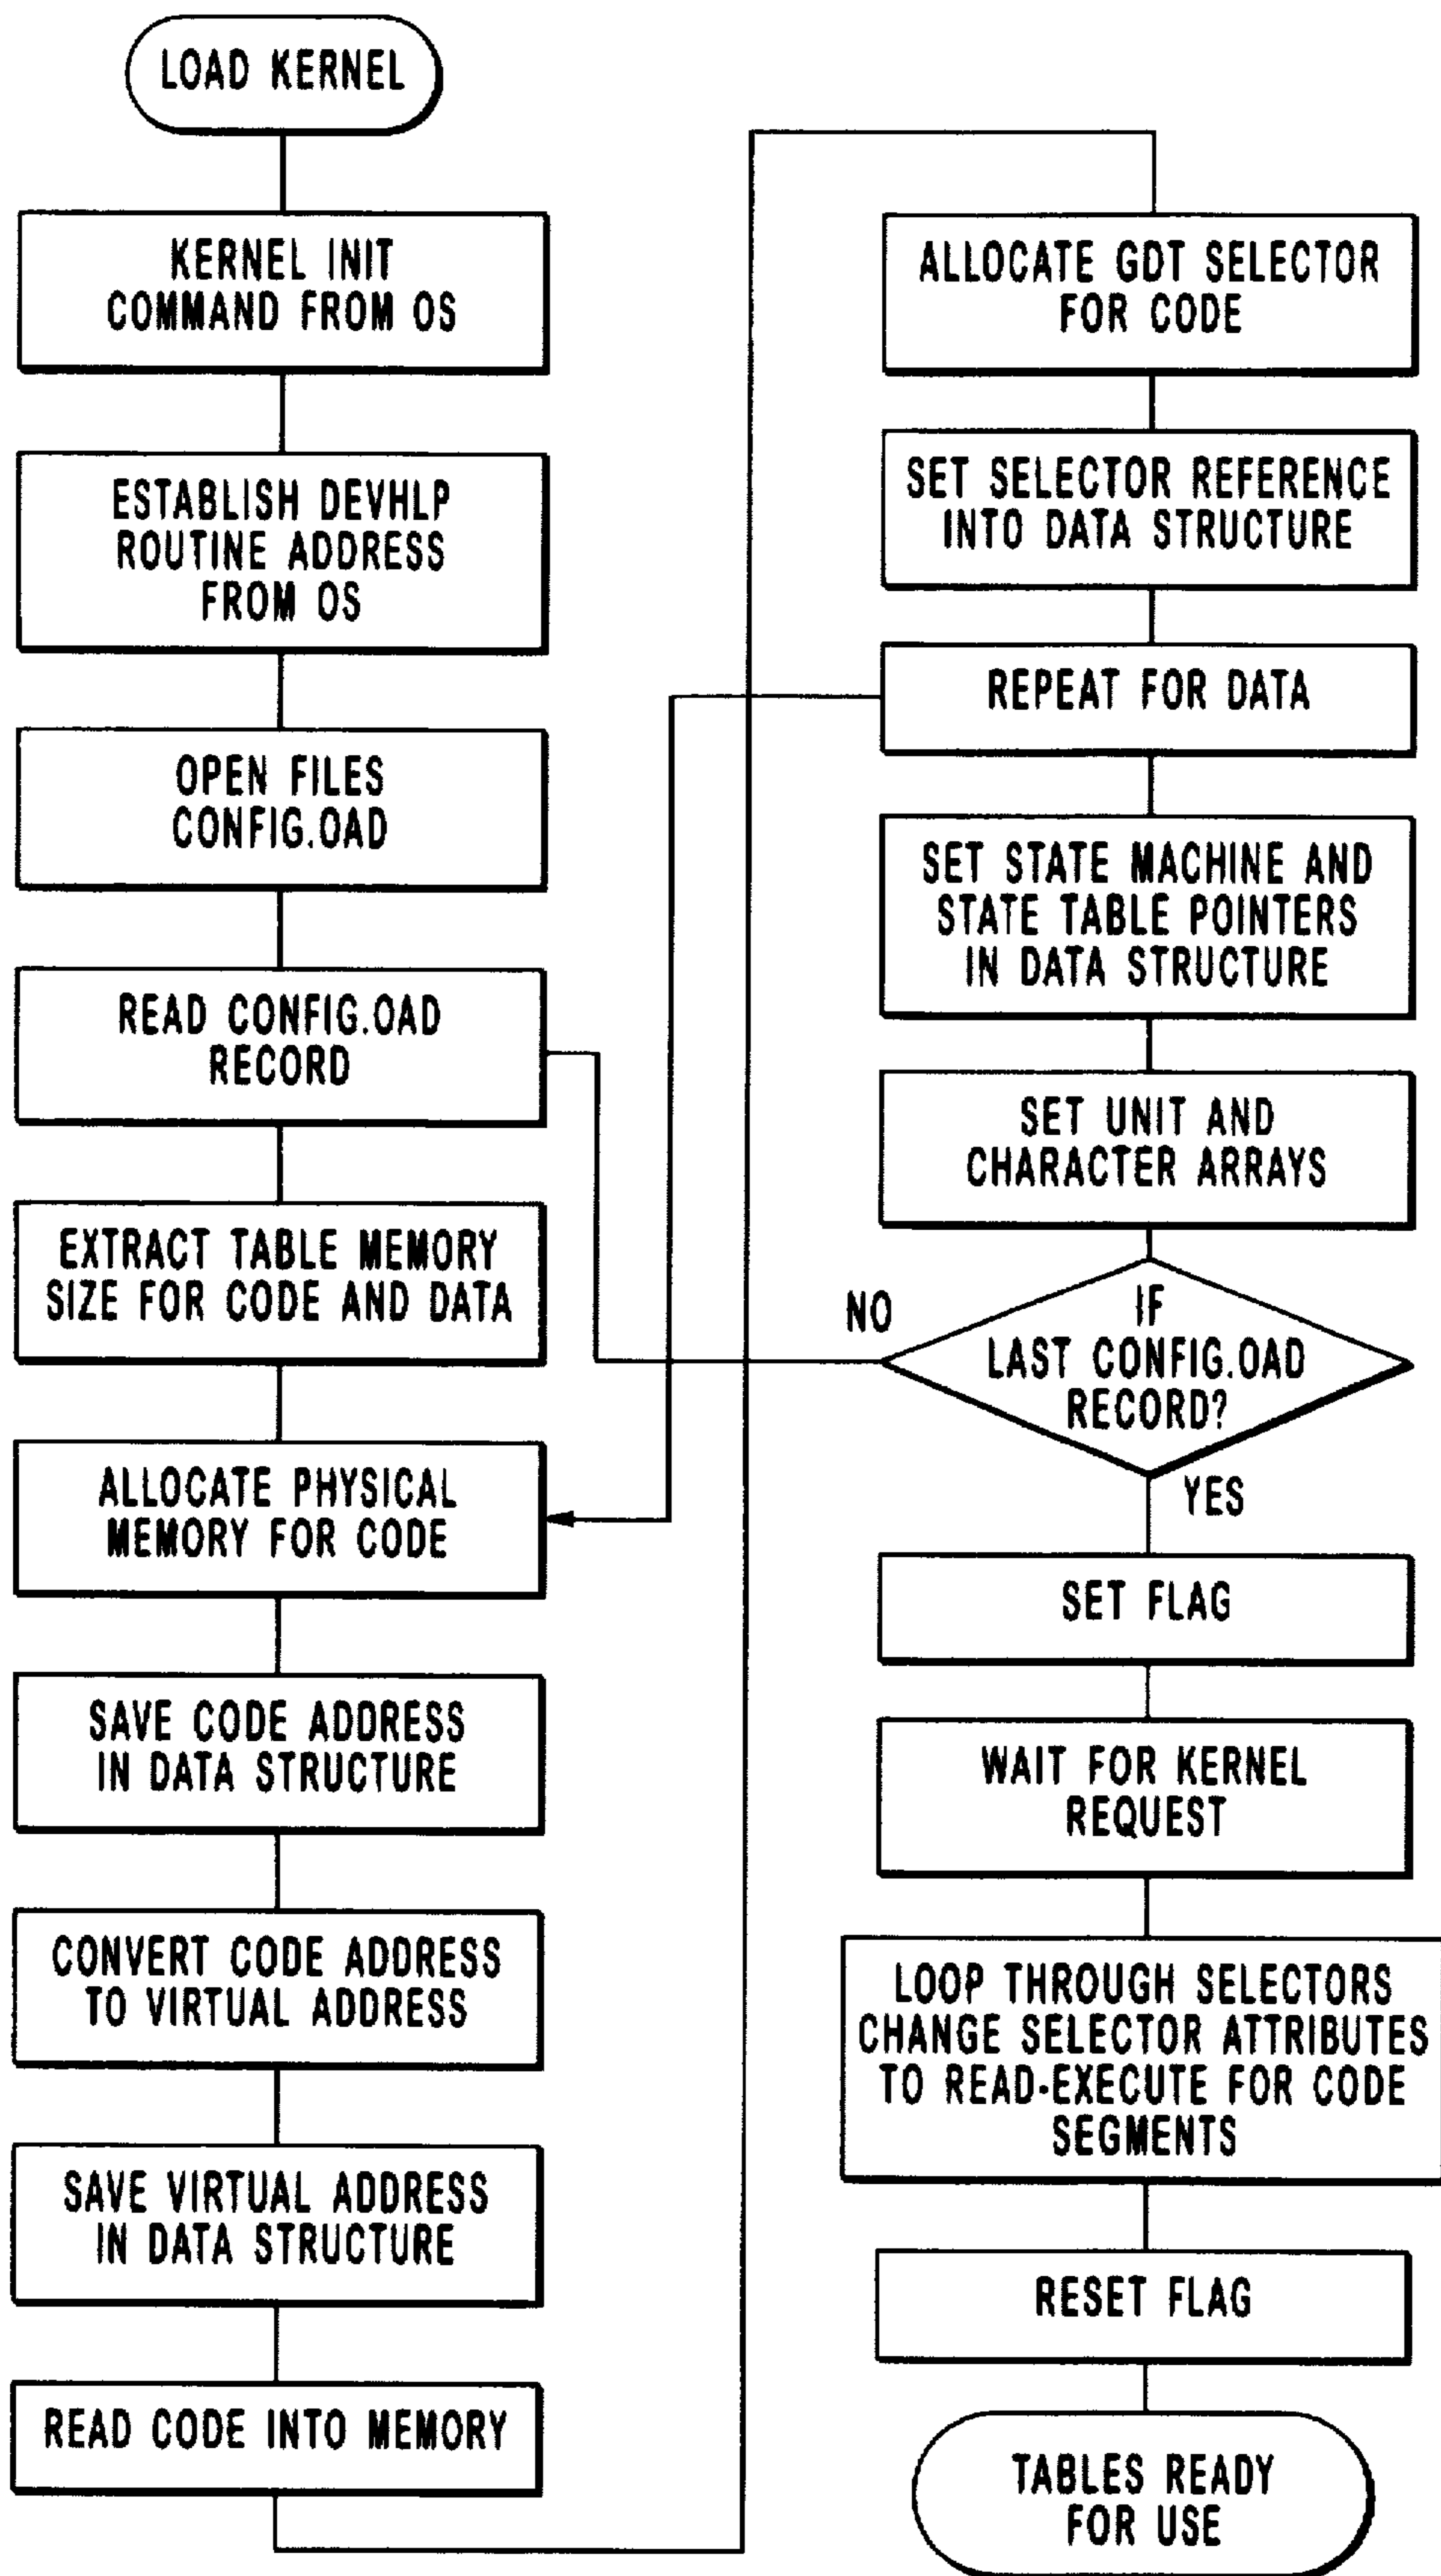 LOAD KERNEL
KERNEL INIT
COMMAND FROM OS
ESTABLISH DEVHLP
ROUTINE ADDRESS
FROM OS
OPEN FILES
CONFIG.OAD
READ CONFIG.OAD
RECORD
EXTRACT TABLE MEMORY
SIZE FOR CODE AND DATA
ALLOCATE PHYSICAL
MEMORY FOR CODE
SAVE CODE ADDRESS
IN DATA STRUCTURE
CONVERT CODE ADDRESS
TO VIRTUAL ADDRESS
SAVE VIRTUAL ADDRESS
IN DATA STRUCTURE
READ CODE INTO MEMORY
ALLOCATE GDT SELECTOR
FOR CODE
SET SELECTOR REFERENCE
INTO DATA STRUCTURE
REPEAT FOR DATA
SET STATE MACHINE AND
STATE TABLE POINTERS
IN DATA STRUCTURE
SET UNIT AND
CHARACTER ARRAYS
IF
LAST CONFIG.OAD
RECORD?
NO
YES
SET FLAG
WAIT FOR KERNEL
REQUEST
LOOP THROUGH SELECTORS
CHANGE SELECTOR ATTRIBUTES
TO READ-EXECUTE FOR CODE
SEGMENTS
RESET FLAG
TABLES READY
FOR USE